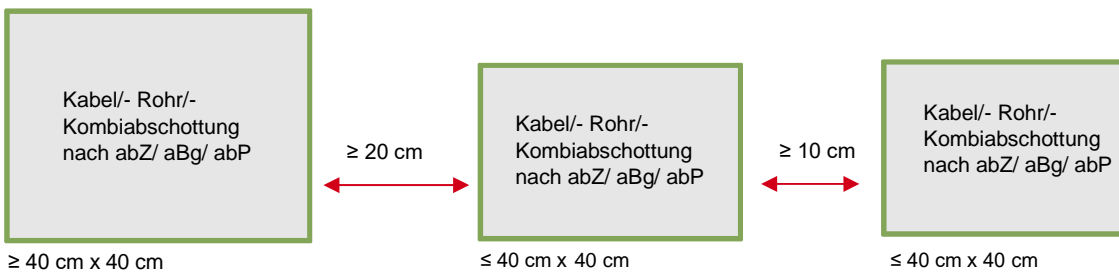 Kabel/- Rohr/-
Kombiabschottung
nach abZ/ aBg/ abP
≥ 40 cm x 40 cm
≥ 20 cm
Kabel/- Rohr/-
Kombiabschottung
nach abZ/ aBg/ abP
≤ 40 cm x 40 cm
≥ 10 cm
Kabel/- Rohr/-
Kombiabschottung
nach abZ/ aBg/ abP
≤ 40 cm x 40 cm